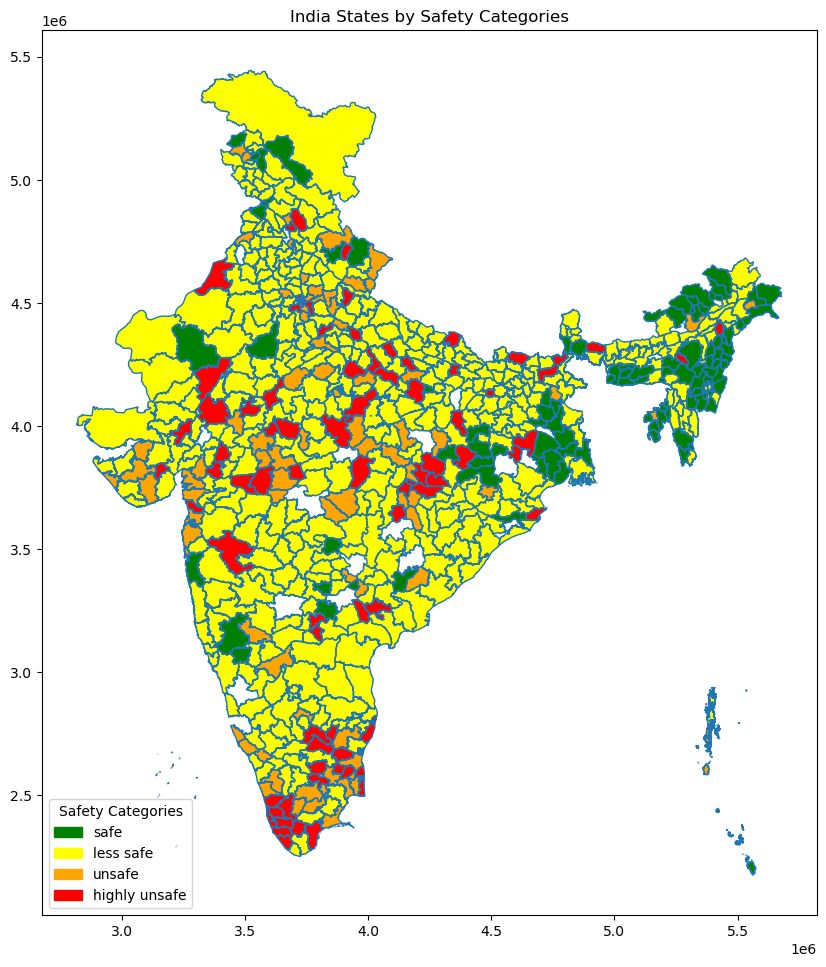 India States by Safety Categories
1e6
5.5
5.0
4.5
4.0
3.5
3.0
2.5
Safety Categories
safe
less safe
unsafe
highly unsafe
3.0 3.5 4.0 4.5 5.0 5.5
1e6